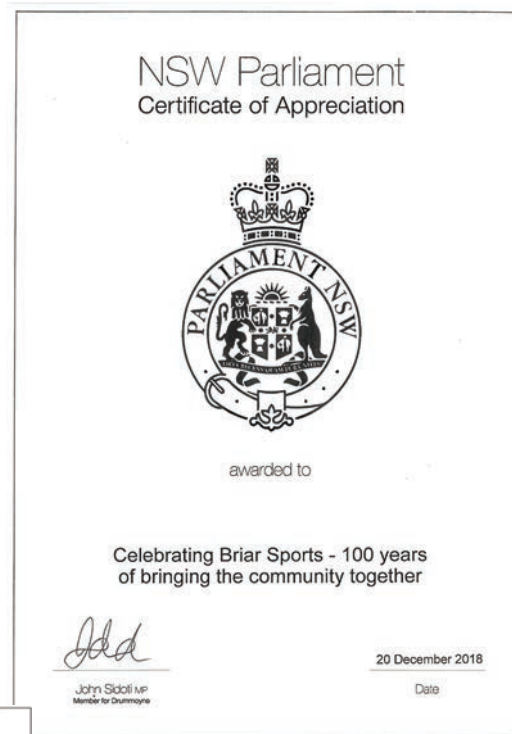 NSW Parliament
Certificate of Appreciation
PARLIAMENT NSW
awarded to
Celebrating Briar Sports - 100 years
of bringing the community together
20 December 2018
John Sidoti MP
Member for Drummoyne
Date